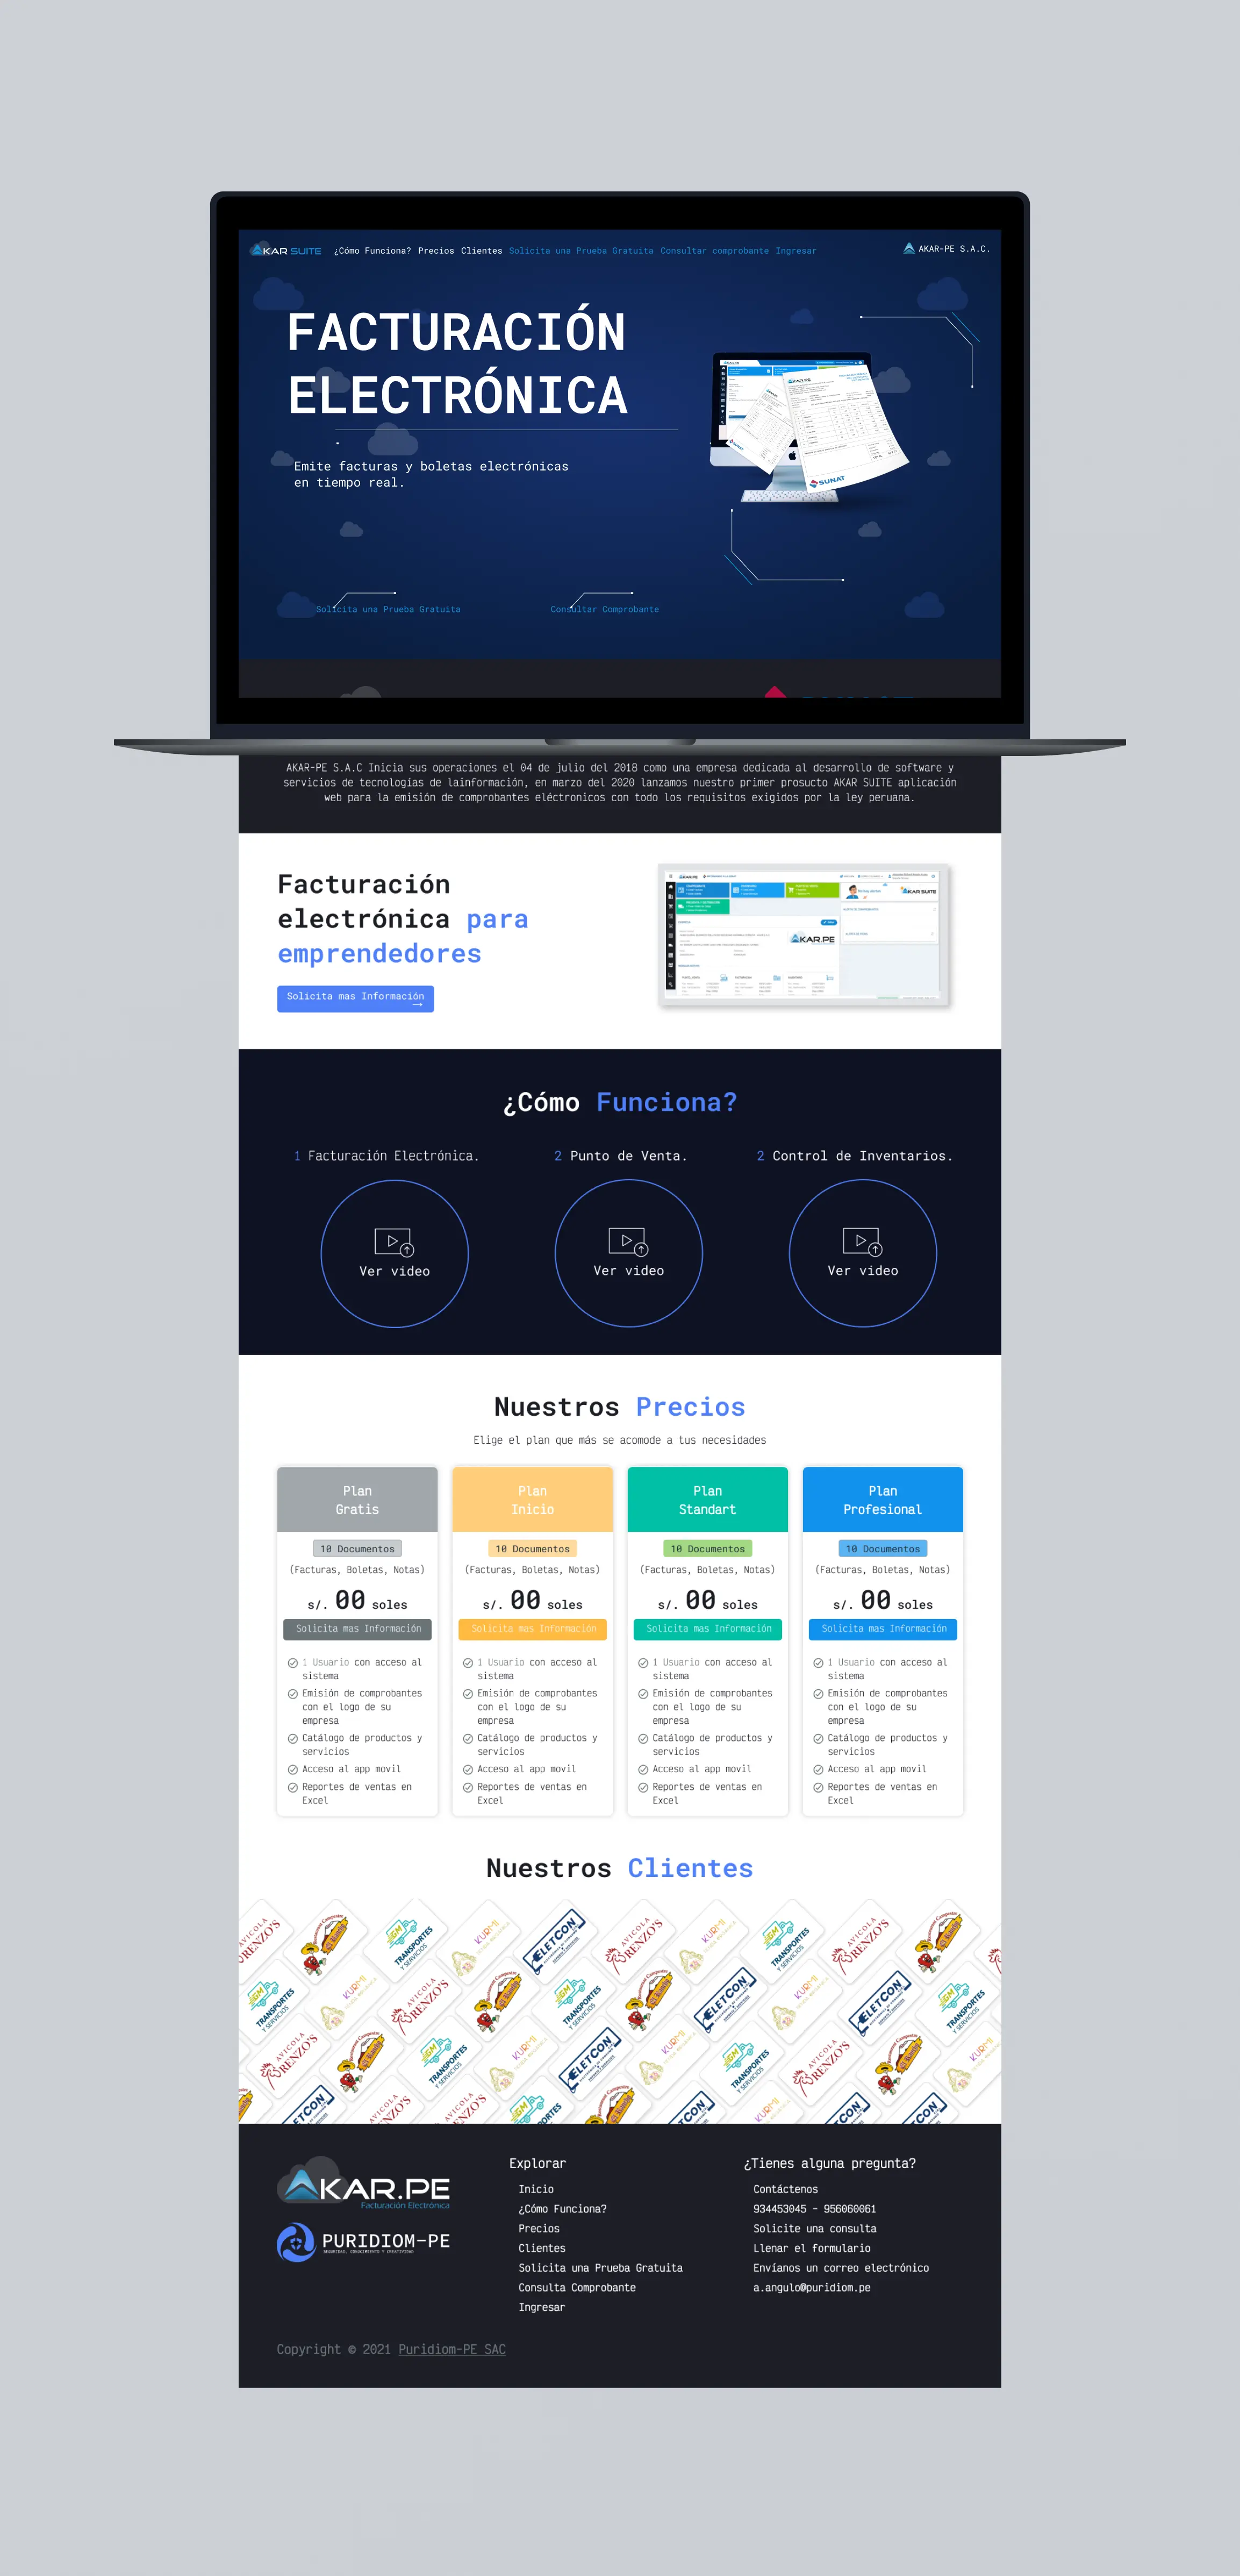 AKAR SUITE ¿Cómo Funciona? Precios Clientes Solicita una Prueba Gratuita Consultar comprobante Ingresar AKAR-PE S.A.C.
FACTURACIÓN
ELECTRÓNICA
Emite facturas y boletas electrónicas
en tiempo real.
AKAR.PE
SUNAT
Solicita una Prueba Gratuita Consultar Comprobante
AKAR-PE S.A.C Inicia sus operaciones el 04 de julio del 2018 como una empresa dedicada al desarrollo de software y
servicios de tecnologías de lainformación, en marzo del 2020 lanzamos nuestro primer prosucto AKAR SUITE aplicación
web para la emisión de comprobantes eléctronicos con todo los requisitos exigidos por la ley peruana.
Facturación
electrónica para
emprendedores
Solicita mas Información
→
AKAR.PE
AKAR SUITE
AKAR.PE
¿Cómo Funciona?
1 Facturación Electrónica. 2 Punto de Venta. 2 Control de Inventarios.
Ver video Ver video Ver video
Nuestros Precios
Elige el plan que más se acomode a tus necesidades
Plan
Gratis
10 Documentos
(Facturas, Boletas, Notas)
s/. 00 soles
Solicita mas Información
1 Usuario con acceso al
sistema
Emisión de comprobantes
con el logo de su
empresa
Catálogo de productos y
servicios
Acceso al app movil
Reportes de ventas en
Excel
Plan
Inicio
10 Documentos
(Facturas, Boletas, Notas)
s/. 00 soles
Solicita mas Información
1 Usuario con acceso al
sistema
Emisión de comprobantes
con el logo de su
empresa
Catálogo de productos y
servicios
Acceso al app movil
Reportes de ventas en
Excel
Plan
Standart
10 Documentos
(Facturas, Boletas, Notas)
s/. 00 soles
Solicita mas Información
1 Usuario con acceso al
sistema
Emisión de comprobantes
con el logo de su
empresa
Catálogo de productos y
servicios
Acceso al app movil
Reportes de ventas en
Excel
Plan
Profesional
10 Documentos
(Facturas, Boletas, Notas)
s/. 00 soles
Solicita mas Información
1 Usuario con acceso al
sistema
Emisión de comprobantes
con el logo de su
empresa
Catálogo de productos y
servicios
Acceso al app movil
Reportes de ventas en
Excel
Nuestros Clientes
AVICOLA
RENZO'S
GM
TRANSPORTES
Y SERVICIOS
KURMI
ELETCON
AKAR.PE
Facturación Electrónica
PURIDIOM-PE
Explorar
Inicio
¿Cómo Funciona?
Precios
Clientes
Solicita una Prueba Gratuita
Consulta Comprobante
Ingresar
¿Tienes alguna pregunta?
Contáctenos
934453045 - 956060061
Solicite una consulta
Llenar el formulario
Envíanos un correo electrónico
a.angulo@puridiom.pe
Copyright © 2021 Puridiom-PE SAC